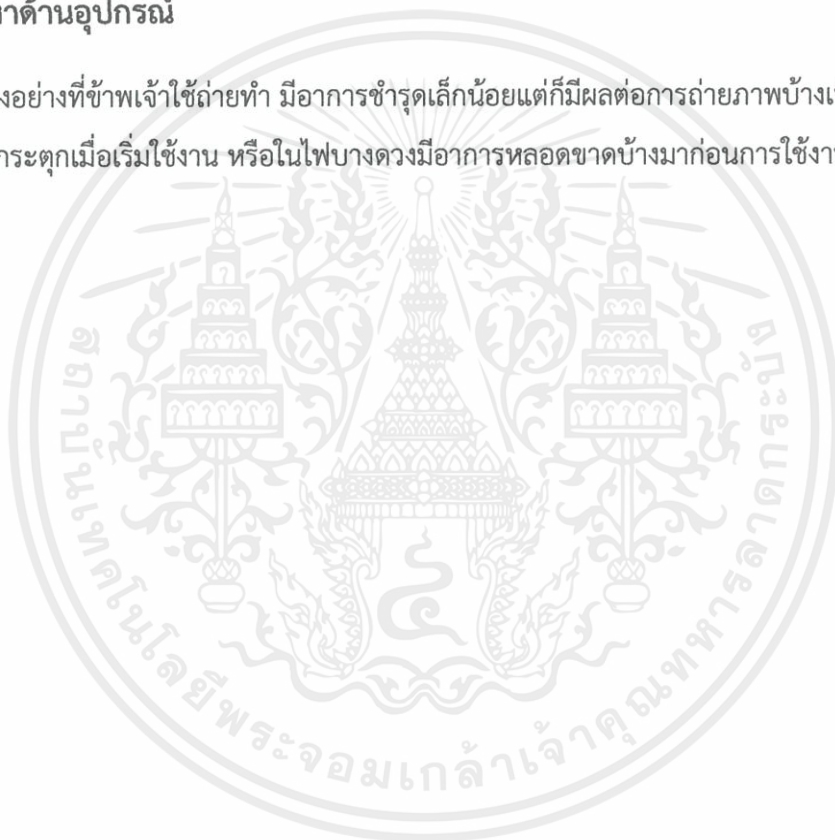 าด้านอุปกรณ์
งอย่างที่ข้าพเจ้าใช้ถ่ายทำ มีอาการชำรุดเล็กน้อยแต่ก็มีผลต่อการถ่ายภาพบ้าง
กระตุกเมื่อเริ่มใช้งาน หรือในไฟบางดวงมีอาการหลอดขาดบ้างมาก่อนการใช้งา
สถาบันเทคโนโลยีพระจอมเกล้าเจ้าคุณทหารลาดกระบัง